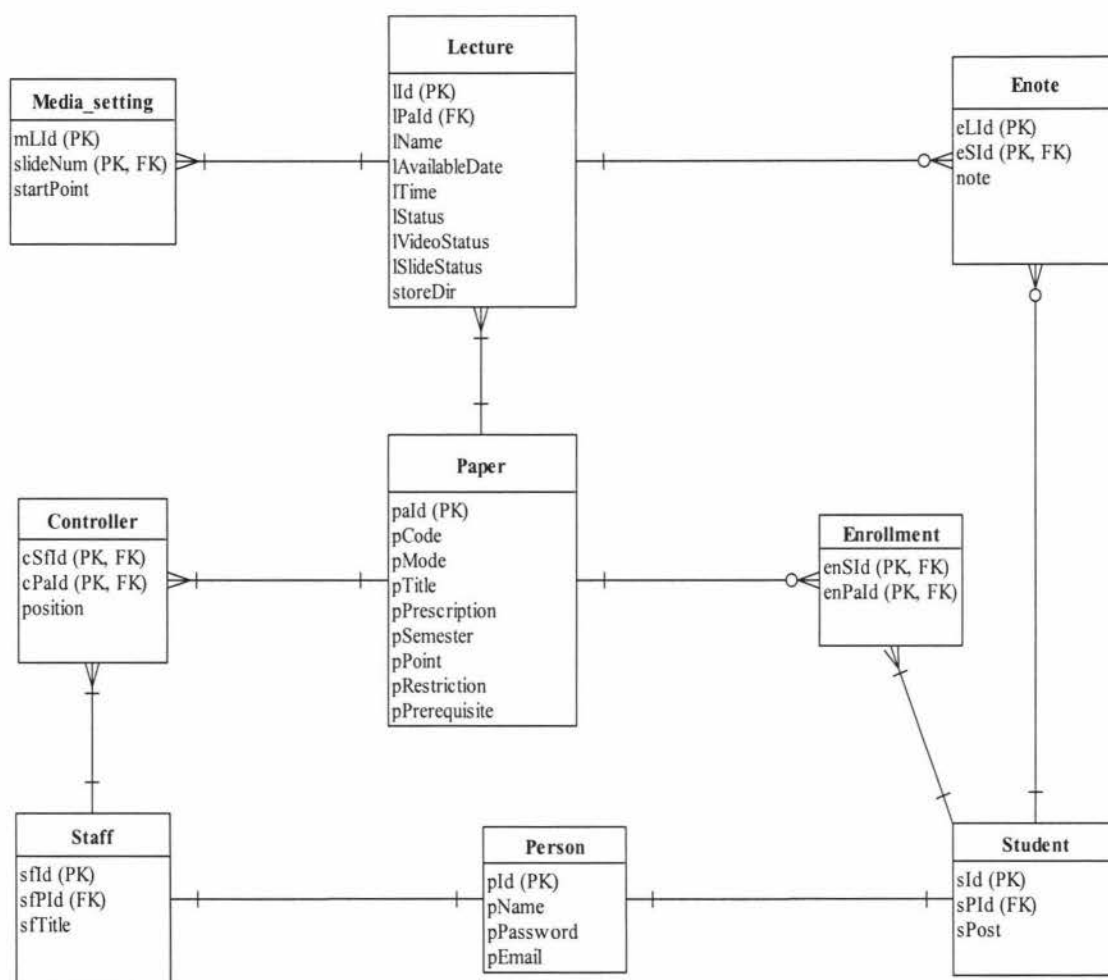 Lecture
lId (PK)
lPaId (FK)
lName
lAvailableDate
lTime
lStatus
lVideoStatus
lSlideStatus
storeDir
Media_setting
mLId (PK)
slideNum (PK, FK)
startPoint
Enote
eLId (PK)
eSId (PK, FK)
note
Paper
paId (PK)
pCode
pMode
pTitle
pPrescription
pSemester
pPoint
pRestriction
pPrerequisite
Controller
cSfId (PK, FK)
cPaId (PK, FK)
position
Enrollment
enSId (PK, FK)
enPaId (PK, FK)
Staff
sfId (PK)
sfPId (FK)
sfTitle
Person
pId (PK)
pName
pPassword
pEmail
Student
sId (PK)
sPId (FK)
sPost